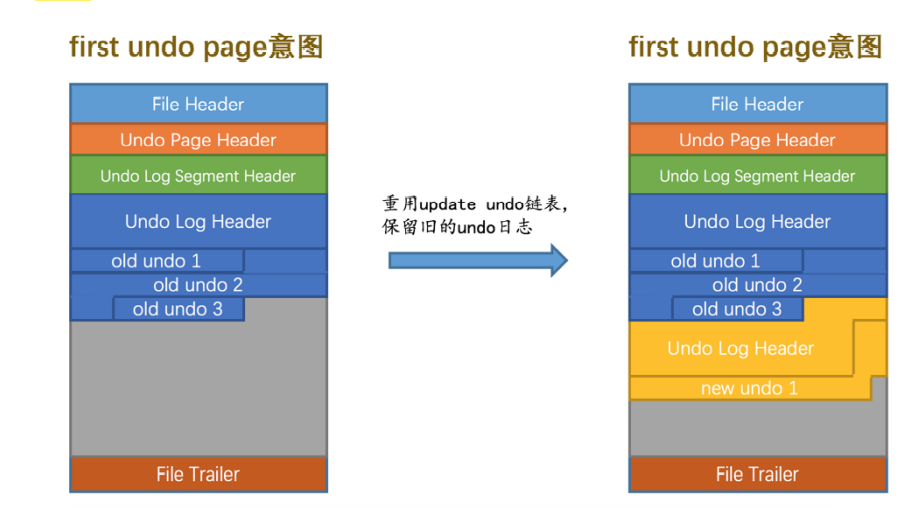 first undo page意图
File Header
Undo Page Header
Undo Log Segment Header
Undo Log Header
old undo 1
old undo 2
old undo 3
File Trailer
重用update undo链表，
保留旧的undo日志
first undo page意图
File Header
Undo Page Header
Undo Log Segment Header
Undo Log Header
old undo 1
old undo 2
old undo 3
Undo Log Header
new undo 1
File Trailer